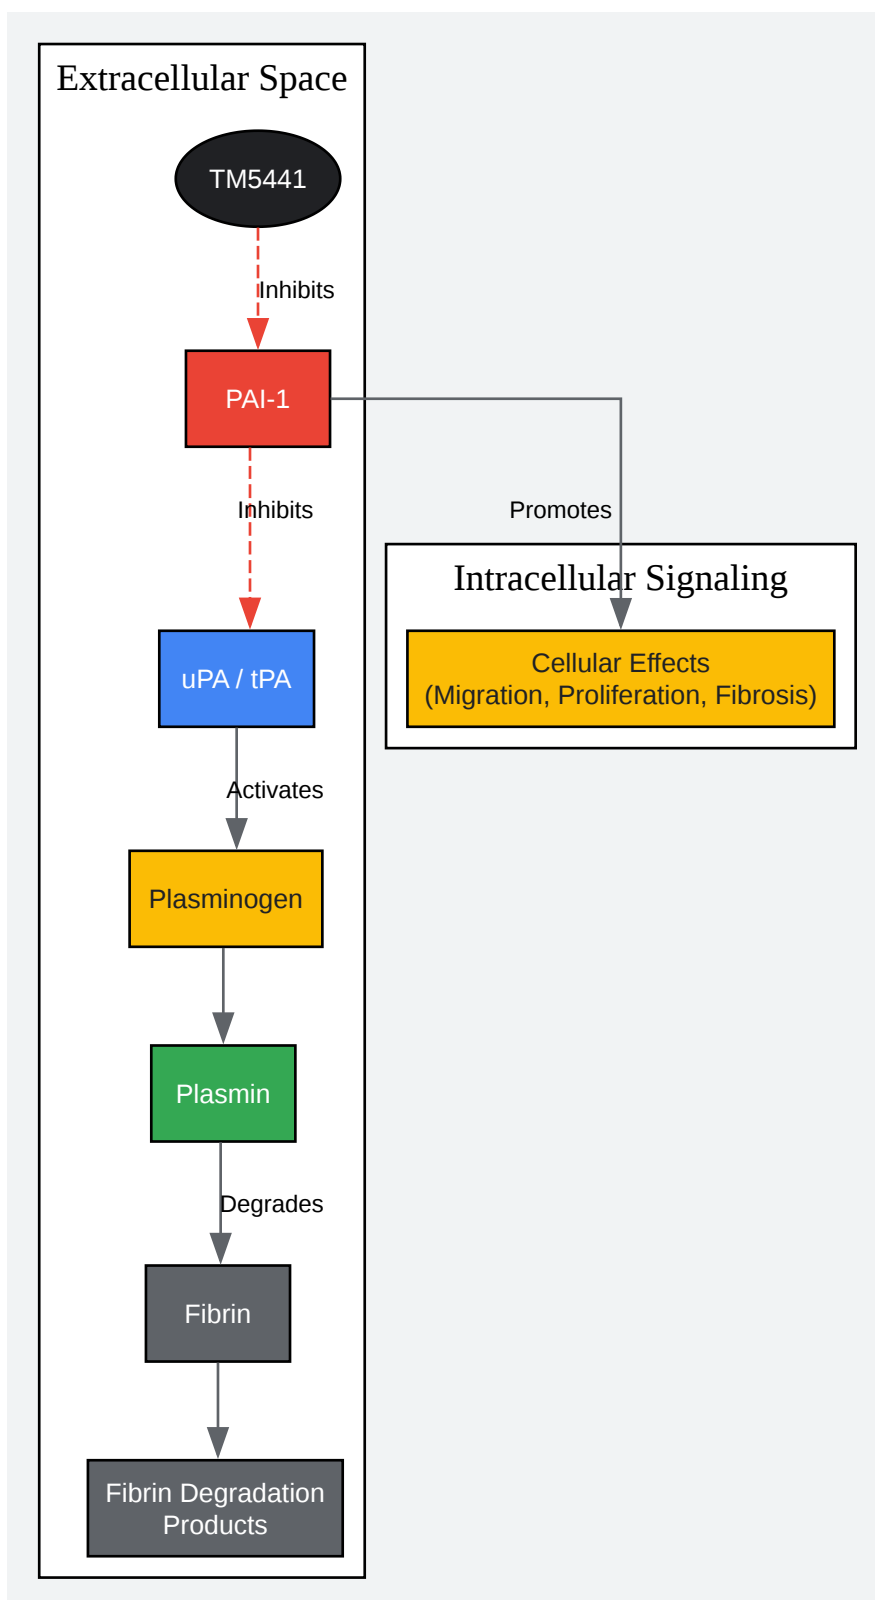 Extracellular Space
TM5441
Inhibits
PAI-1
Inhibits
Promotes
Intracellular Signaling
uPA / tPA
Cellular Effects
(Migration, Proliferation, Fibrosis)
Activates
Plasminogen
Plasmin
Degrades
Fibrin
Fibrin Degradation
Products